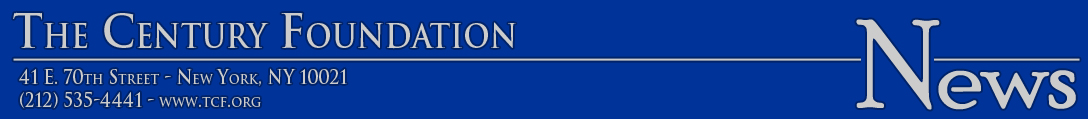 The Century Foundation
News
41 E. 70th Street - New York, NY 10021
(212) 535-4441 - www.tcf.org